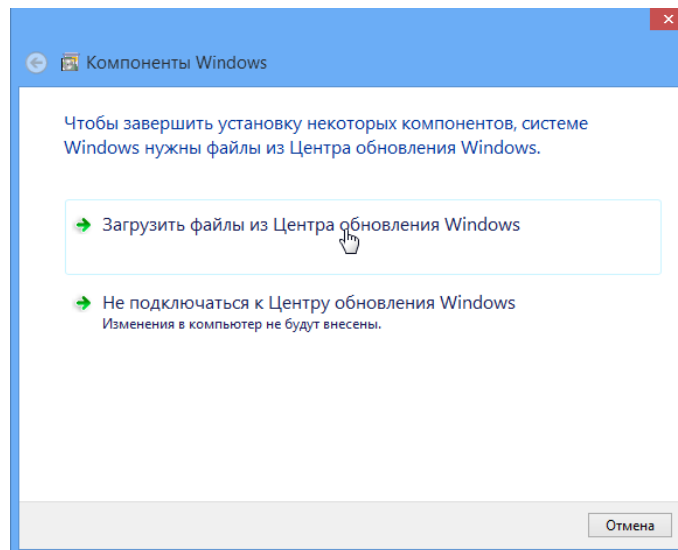 Компоненты Windows
Чтобы завершить установку некоторых компонентов, системе
Windows нужны файлы из Центра обновления Windows.
Загрузить файлы из Центра обновления Windows
Не подключаться к Центру обновления Windows
Изменения в компьютер не будут внесены.
Отмена